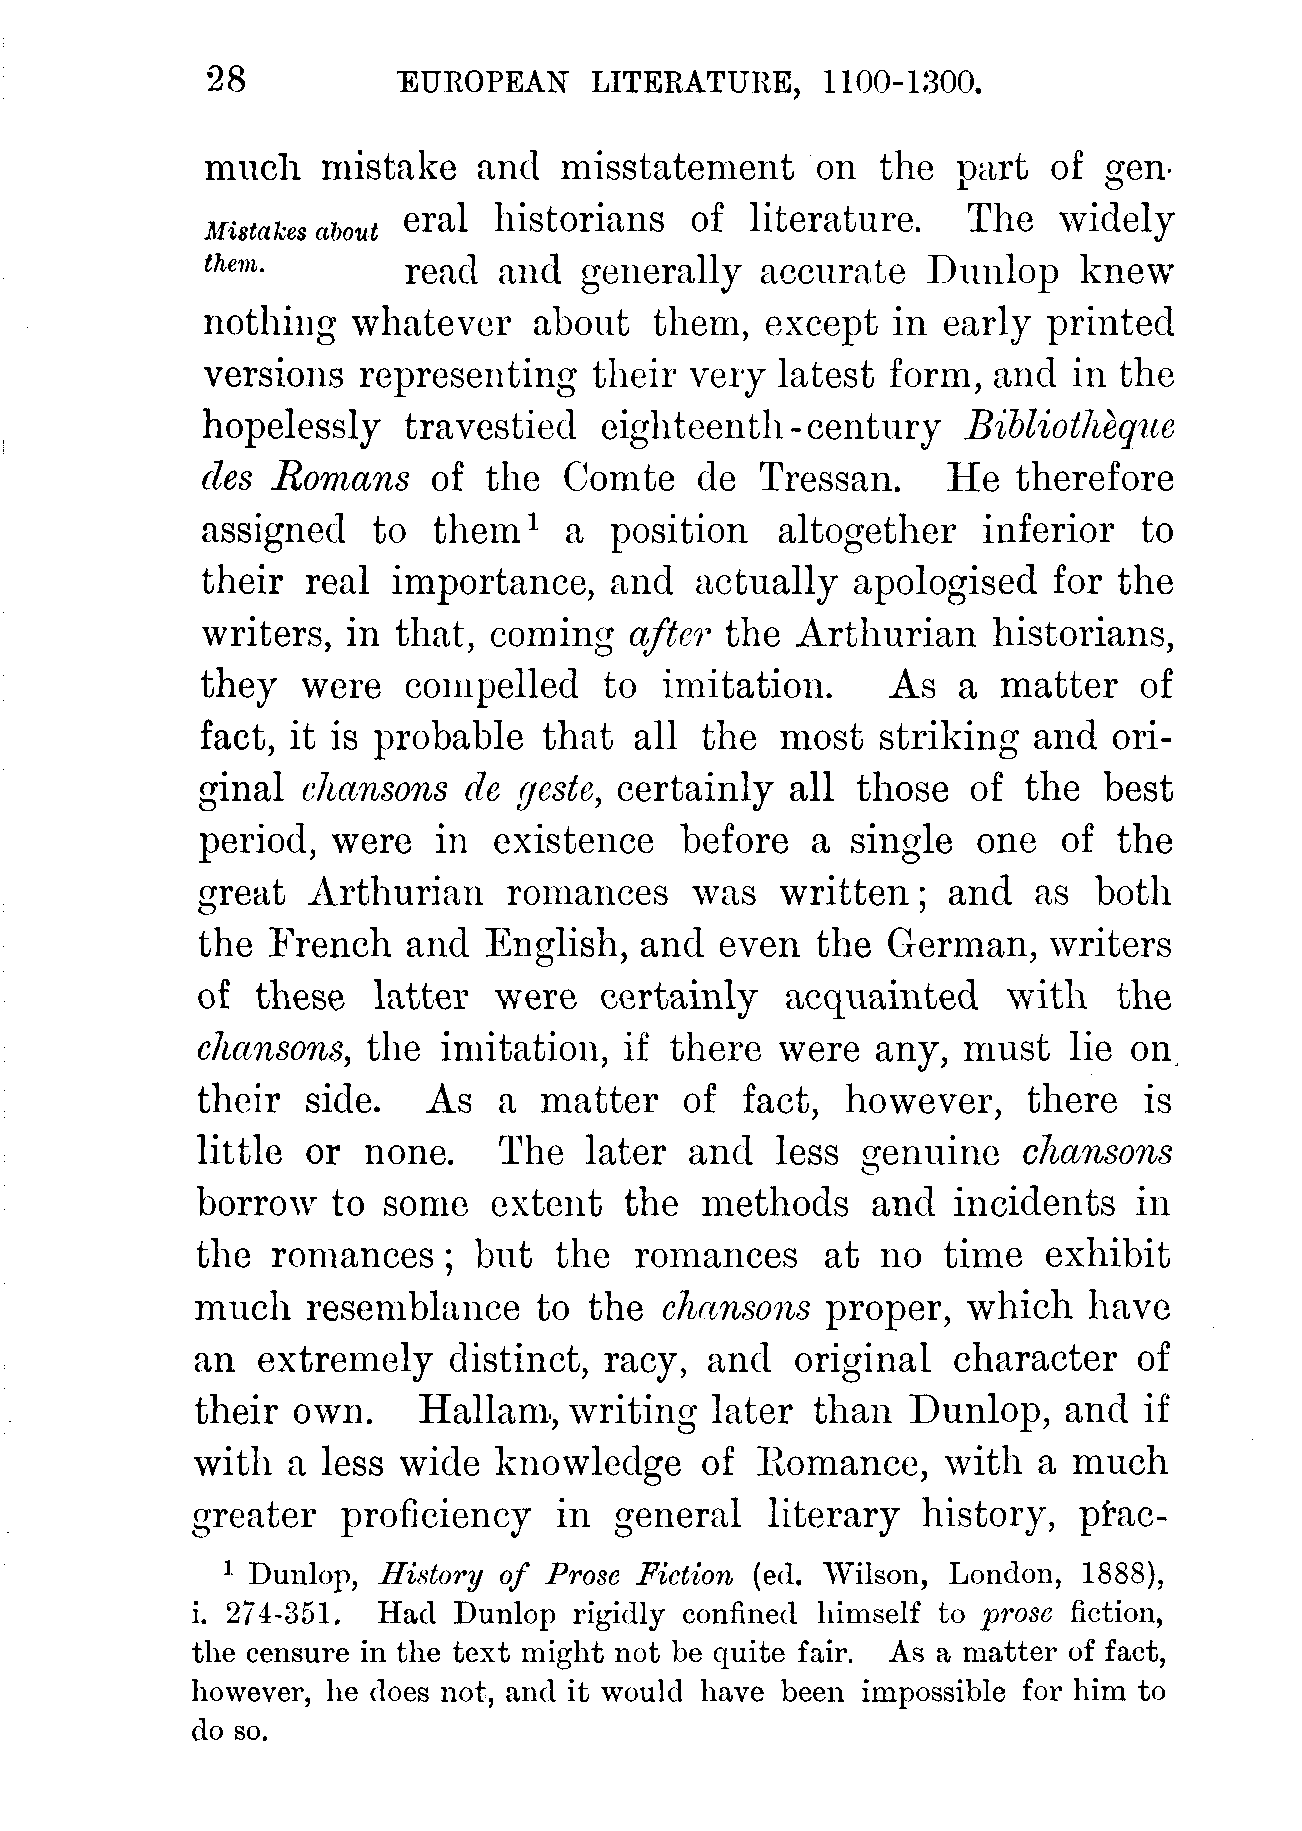 28 EUROPEAN LITERATURE, 1100-1300.
much mistake and misstatement on the part of gen-
Mistakes about eral historians of literature. The widely
them. read and generally accurate Dunlop knew
nothing whatever about them, except in early printed
versions representing their very latest form, and in the
hopelessly travestied eighteenth-century Bibliothèque
des Romans of the Comte de Tressan. He therefore
assigned to them¹ a position altogether inferior to
their real importance, and actually apologised for the
writers, in that, coming after the Arthurian historians,
they were compelled to imitation. As a matter of
fact, it is probable that all the most striking and ori-
ginal chansons de geste, certainly all those of the best
period, were in existence before a single one of the
great Arthurian romances was written; and as both
the French and English, and even the German, writers
of these latter were certainly acquainted with the
chansons, the imitation, if there were any, must lie on
their side. As a matter of fact, however, there is
little or none. The later and less genuine chansons
borrow to some extent the methods and incidents in
the romances; but the romances at no time exhibit
much resemblance to the chansons proper, which have
an extremely distinct, racy, and original character of
their own. Hallam, writing later than Dunlop, and if
with a less wide knowledge of Romance, with a much
greater proficiency in general literary history, prac-
¹ Dunlop, History of Prose Fiction (ed. Wilson, London, 1888),
i. 274-351. Had Dunlop rigidly confined himself to prose fiction,
the censure in the text might not be quite fair. As a matter of fact,
however, he does not, and it would have been impossible for him to
do so.